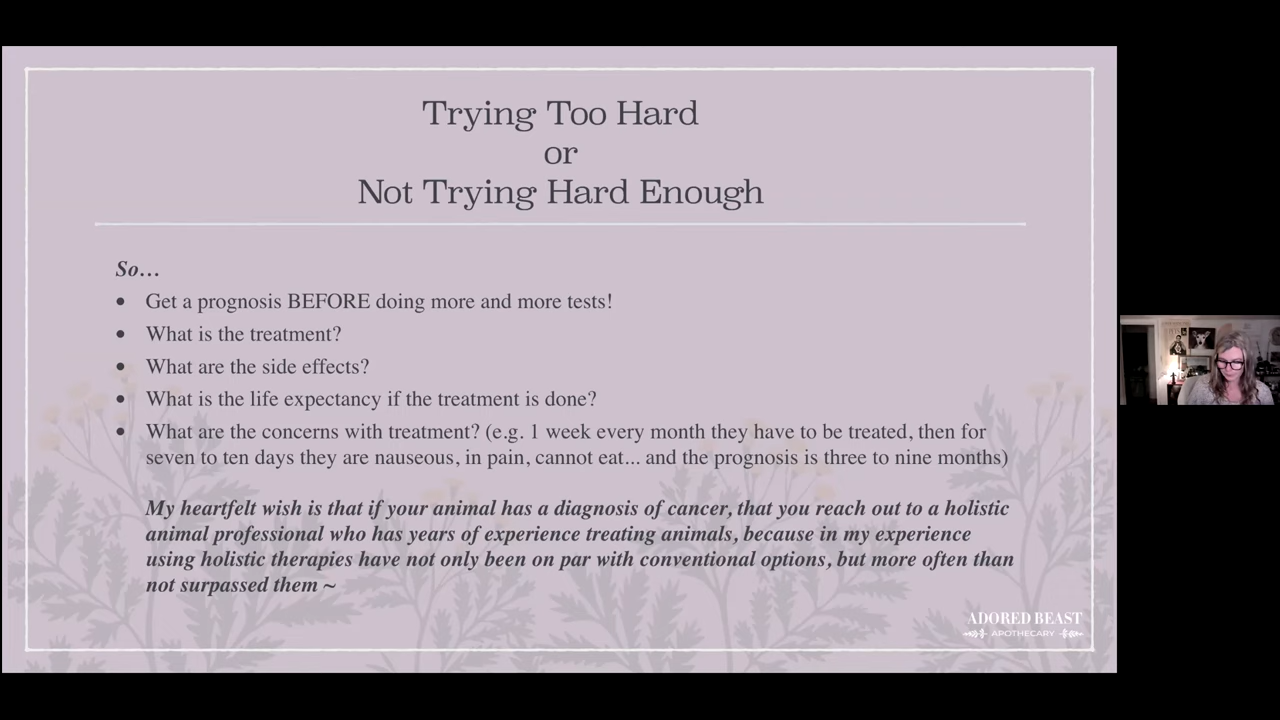 Trying Too Hard
or
Not Trying Hard Enough
So…
• Get a prognosis BEFORE doing more and more tests!
• What is the treatment?
• What are the side effects?
• What is the life expectancy if the treatment is done?
• What are the concerns with treatment? (e.g. 1 week every month they have to be treated, then for
seven to ten days they are nauseous, in pain, cannot eat... and the prognosis is three to nine months)
My heartfelt wish is that if your animal has a diagnosis of cancer, that you reach out to a holistic
animal professional who has years of experience treating animals, because in my experience
using holistic therapies have not only been on par with conventional options, but more often than
not surpassed them ~
ADORED BEAST
APOTHECARY